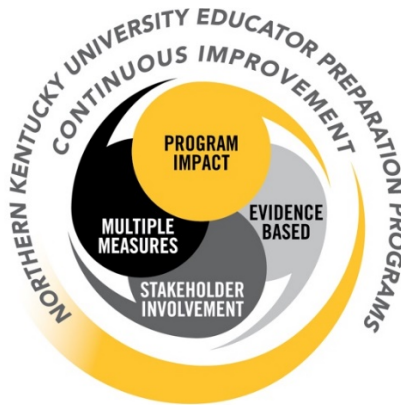 NORTHERN KENTUCKY UNIVERSITY EDUCATOR PREPARATION PROGRAMS
CONTINUOUS IMPROVEMENT
PROGRAM
IMPACT
MULTIPLE
MEASURES
EVIDENCE
BASED
STAKEHOLDER
INVOLVEMENT